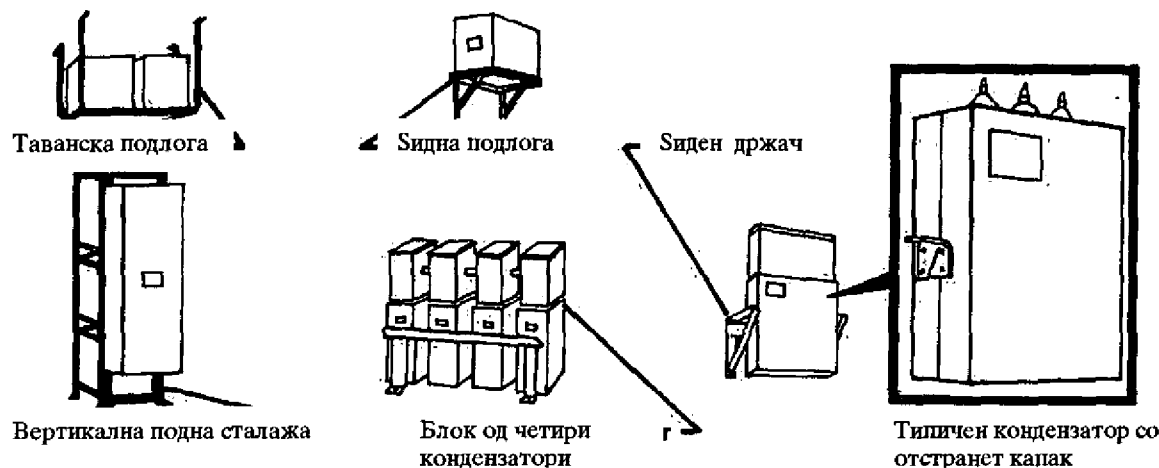 Таванска подлога
Ѕидна подлога
Ѕиден држач
Вертикална подна сталажа
Блок од четири
кондензатори
Типичен кондензатор со
отстранет капак